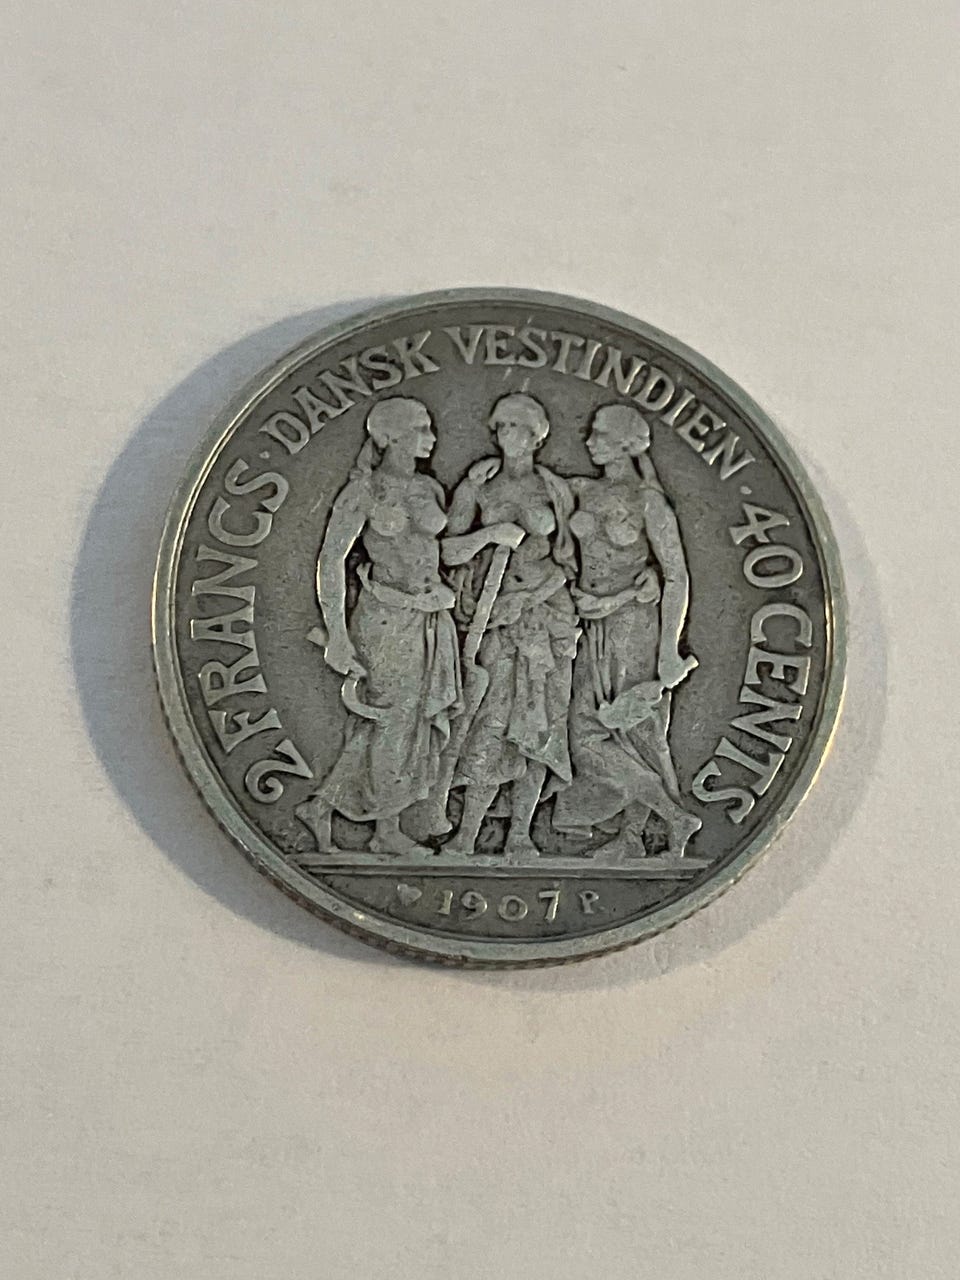 2 FRANCS · DANSK VESTINDIEN · 40 CENTS
♥ 1907 P